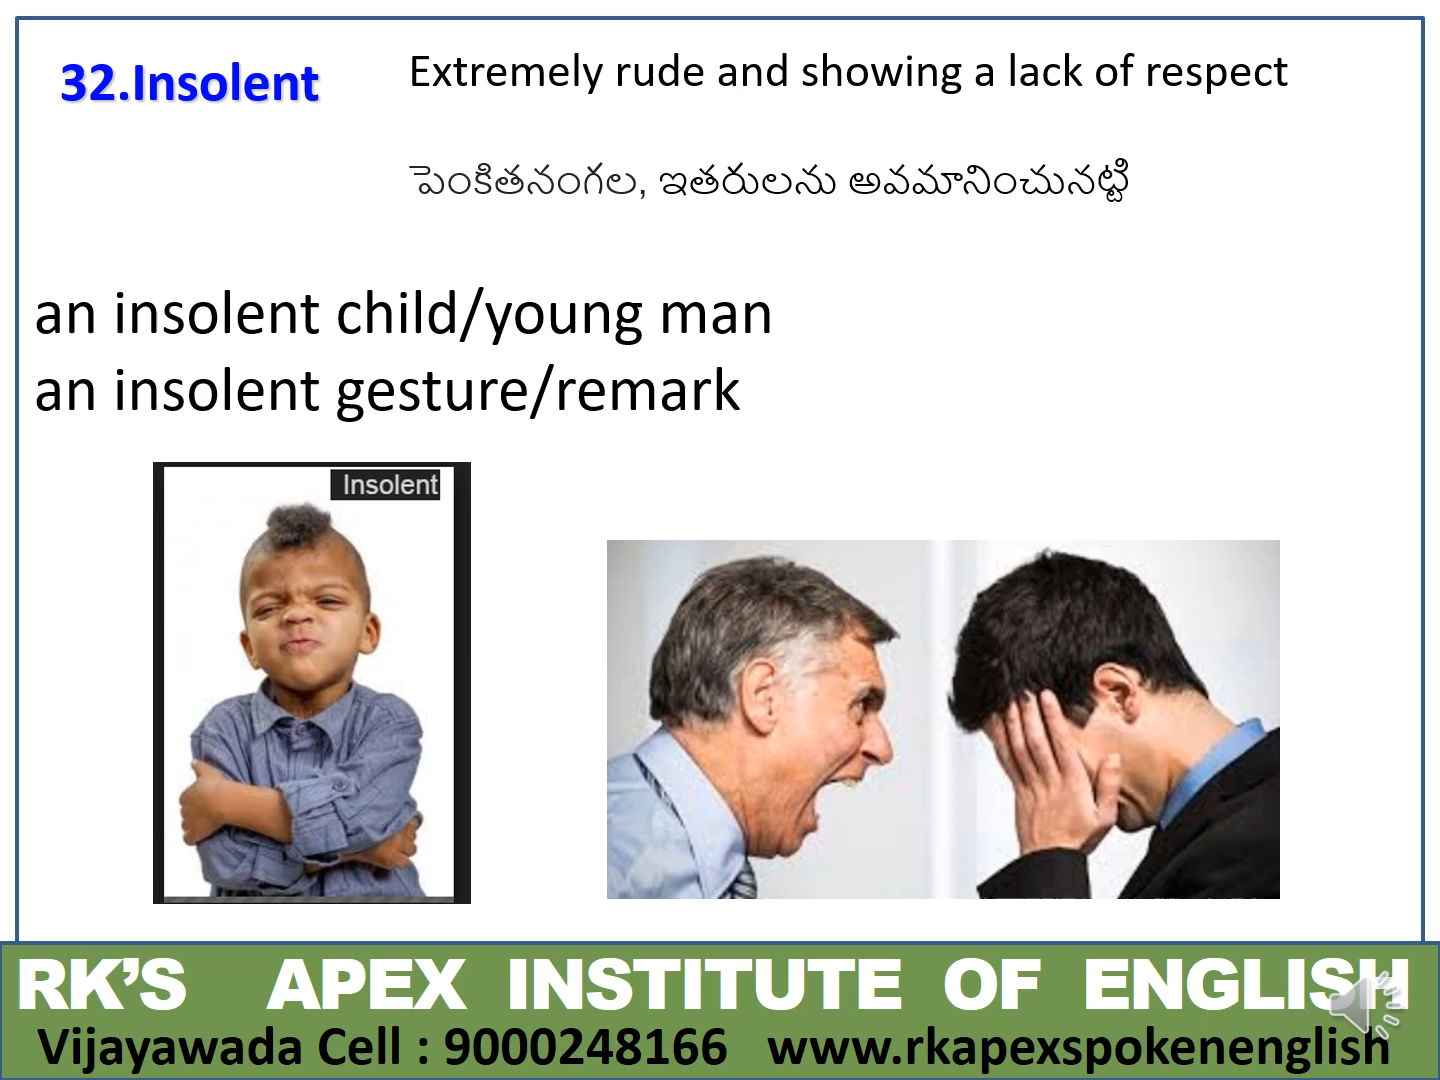 32.Insolent
Extremely rude and showing a lack of respect
పెంకితనంగల, ఇతరులను అవమానించునట్టి
an insolent child/young man
an insolent gesture/remark
Insolent
RK’S APEX INSTITUTE OF ENGLISH
Vijayawada Cell : 9000248166 www.rkapexspokenenglish